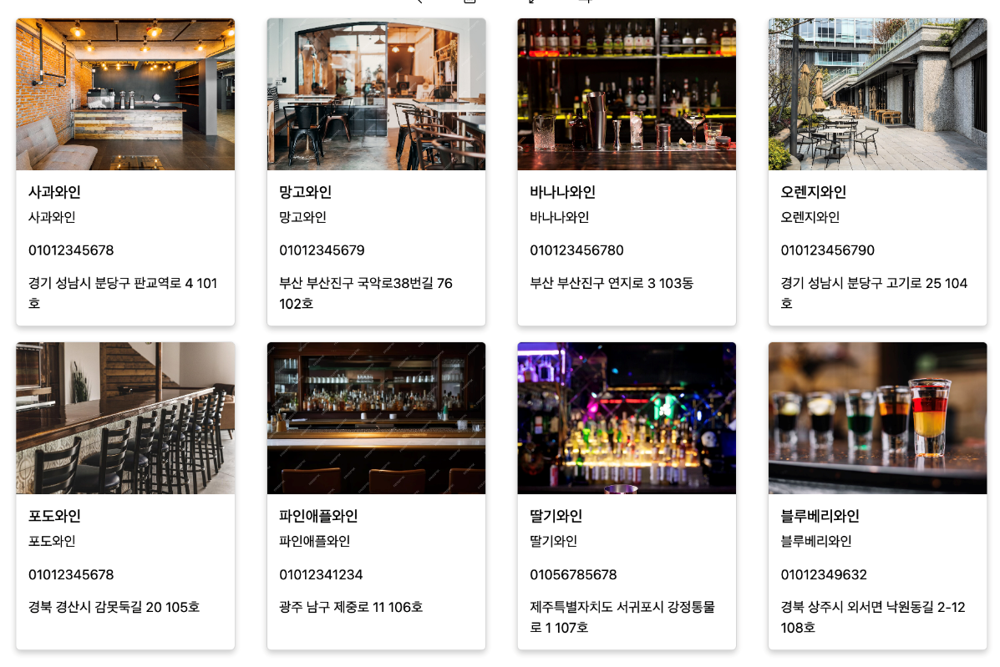 사과와인
사과와인
01012345678
경기 성남시 분당구 판교역로 4 101
호
망고와인
망고와인
01012345679
부산 부산진구 국악로38번길 76
102호
바나나와인
바나나와인
010123456780
부산 부산진구 연지로 3 103동
오렌지와인
오렌지와인
010123456790
경기 성남시 분당구 고기로 25 104
호
포도와인
포도와인
01012345678
경북 경산시 감못둑길 20 105호
파인애플와인
파인애플와인
01012341234
광주 남구 제중로 11 106호
딸기와인
딸기와인
01056785678
제주특별자치도 서귀포시 강정통물
로 1 107호
블루베리와인
블루베리와인
01012349632
경북 상주시 외서면 낙원동길 2-12
108호